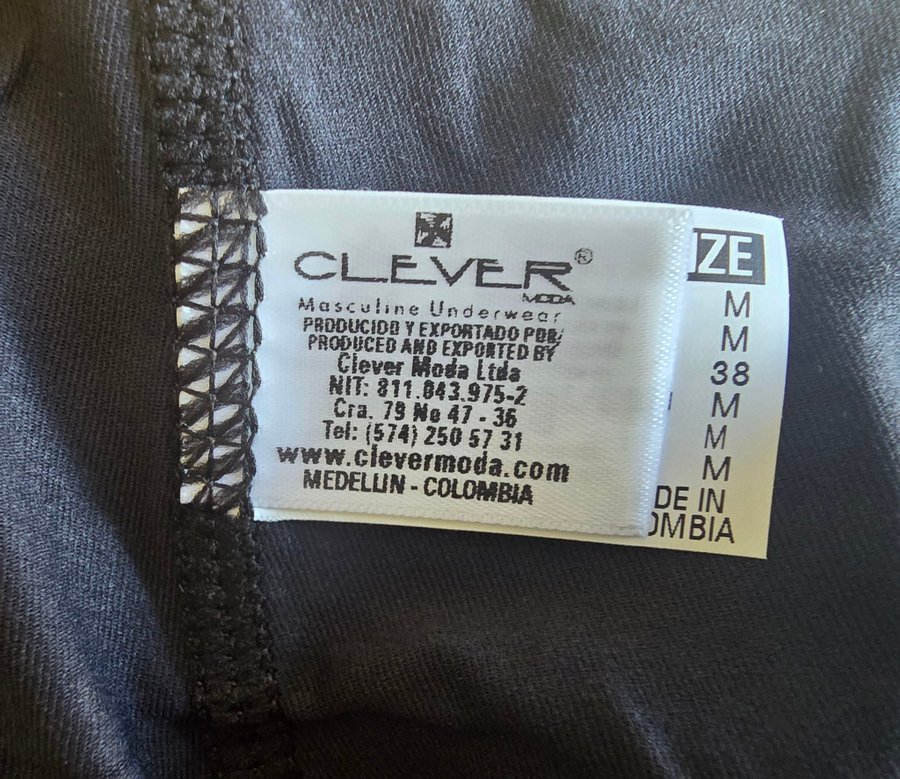 CLEVER®
MODA
Masculine Underwear
PRODUCIDO Y EXPORTADO POR/
PRODUCED AND EXPORTED BY
Clever Moda Ltda
NIT: 811.043.975-2
Cra. 79 No 47 - 36
Tel: (574) 250 57 31
www.clevermoda.com
MEDELLIN - COLOMBIA
IZE
M
M
38
M
M
M
DE IN
OMBIA